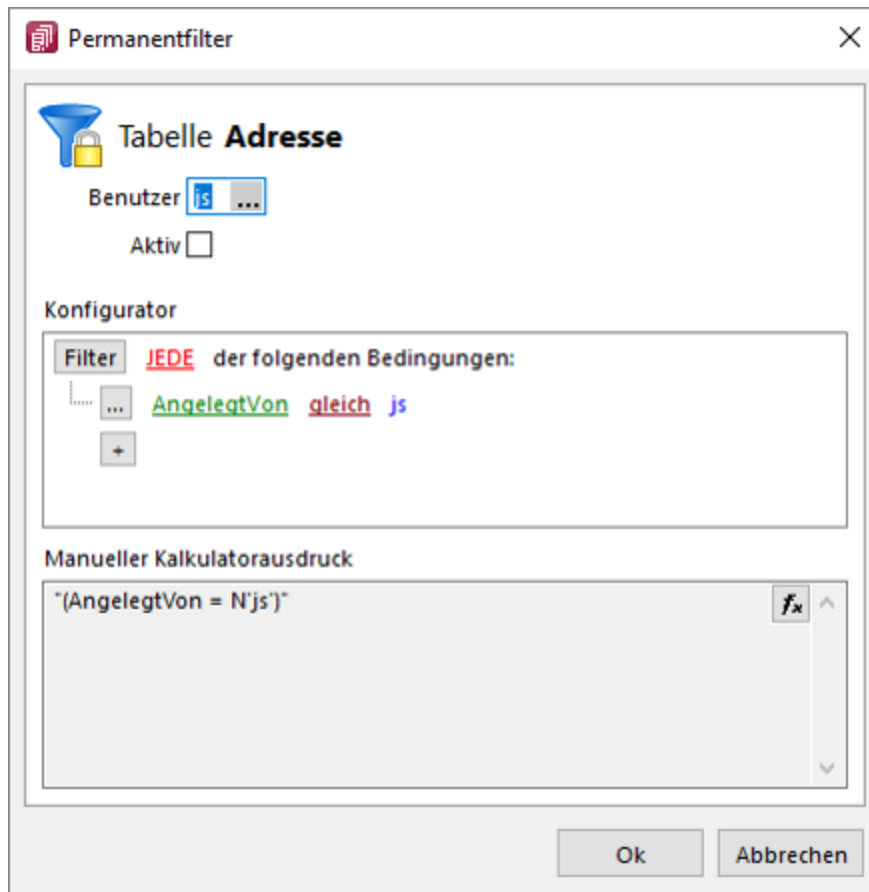 Permanentfilter
Tabelle Adresse
Benutzer js ...
Aktiv
Konfigurator
Filter JEDE der folgenden Bedingungen:
... AngelegtVon gleich js
+
Manueller Kalkulatorausdruck
"(AngelegtVon = N'js')"
fx
Ok Abbrechen